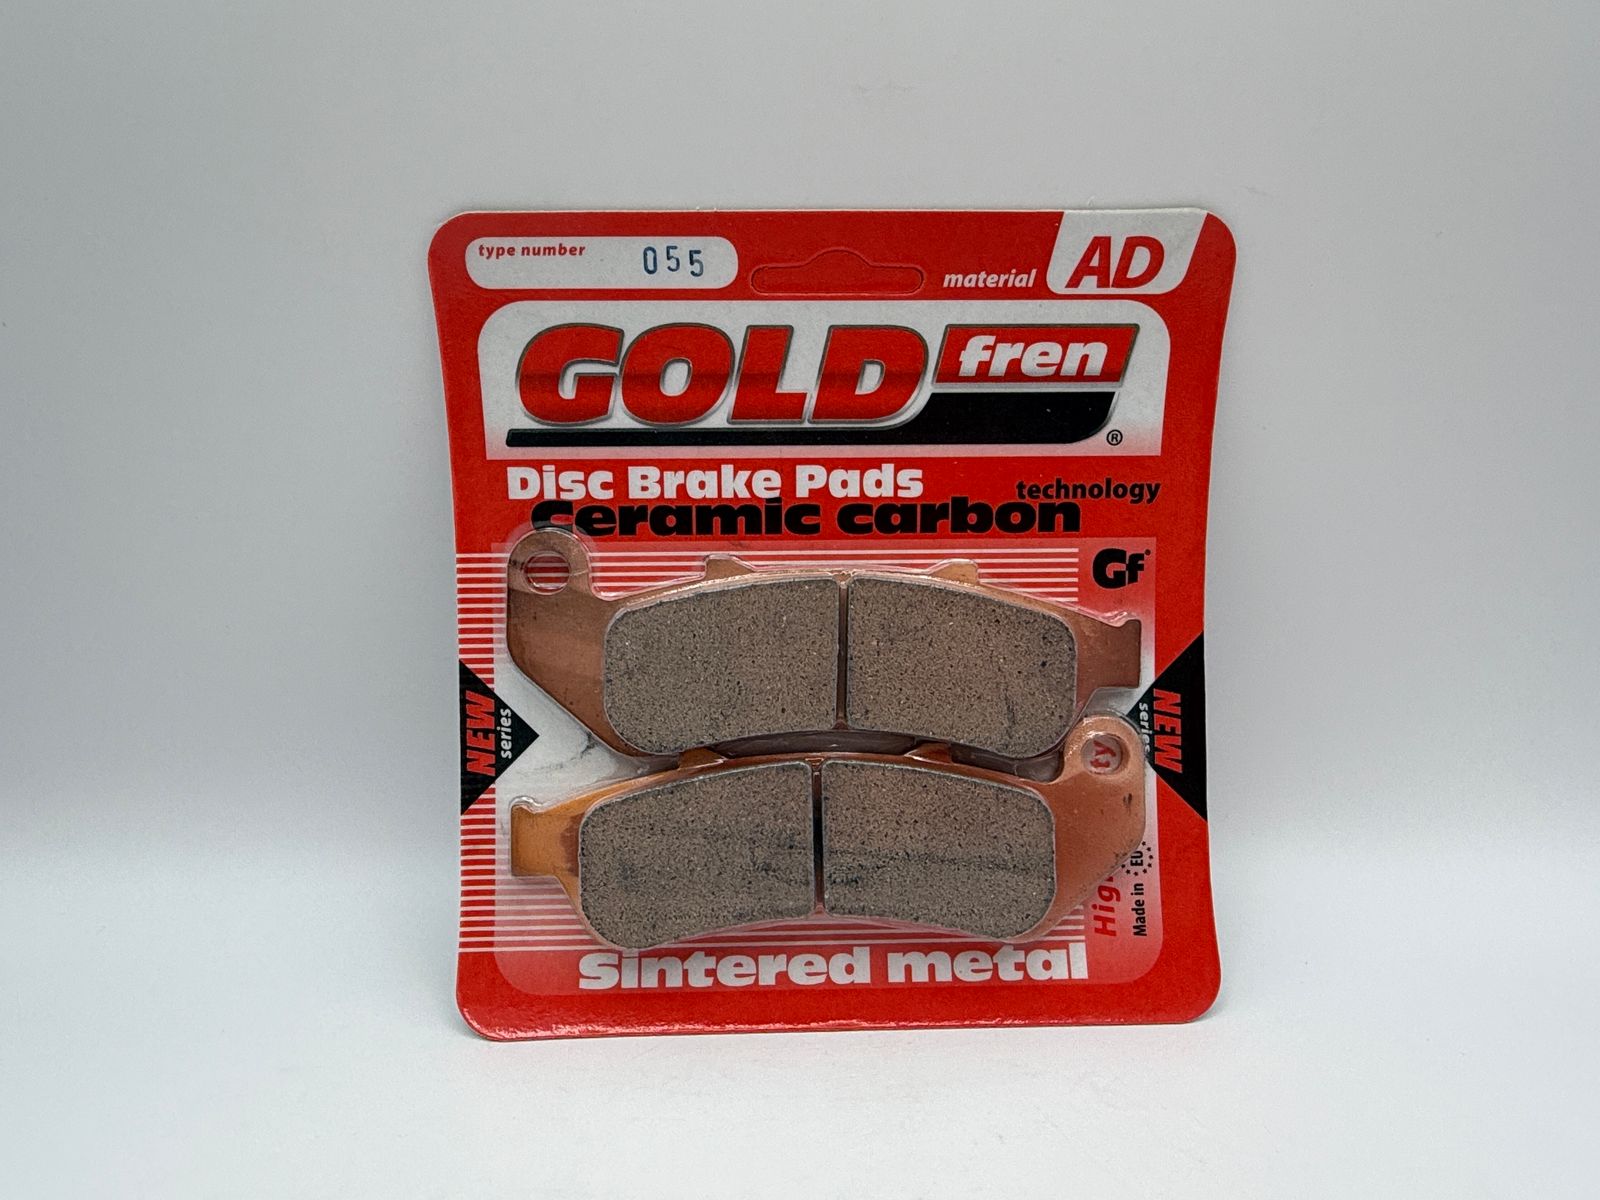 type number 055
material AD
GOLD fren ®
Disc Brake Pads
technology
Ceramic carbon
Gf
NEW series
NEW series
Made in EU
Sintered metal